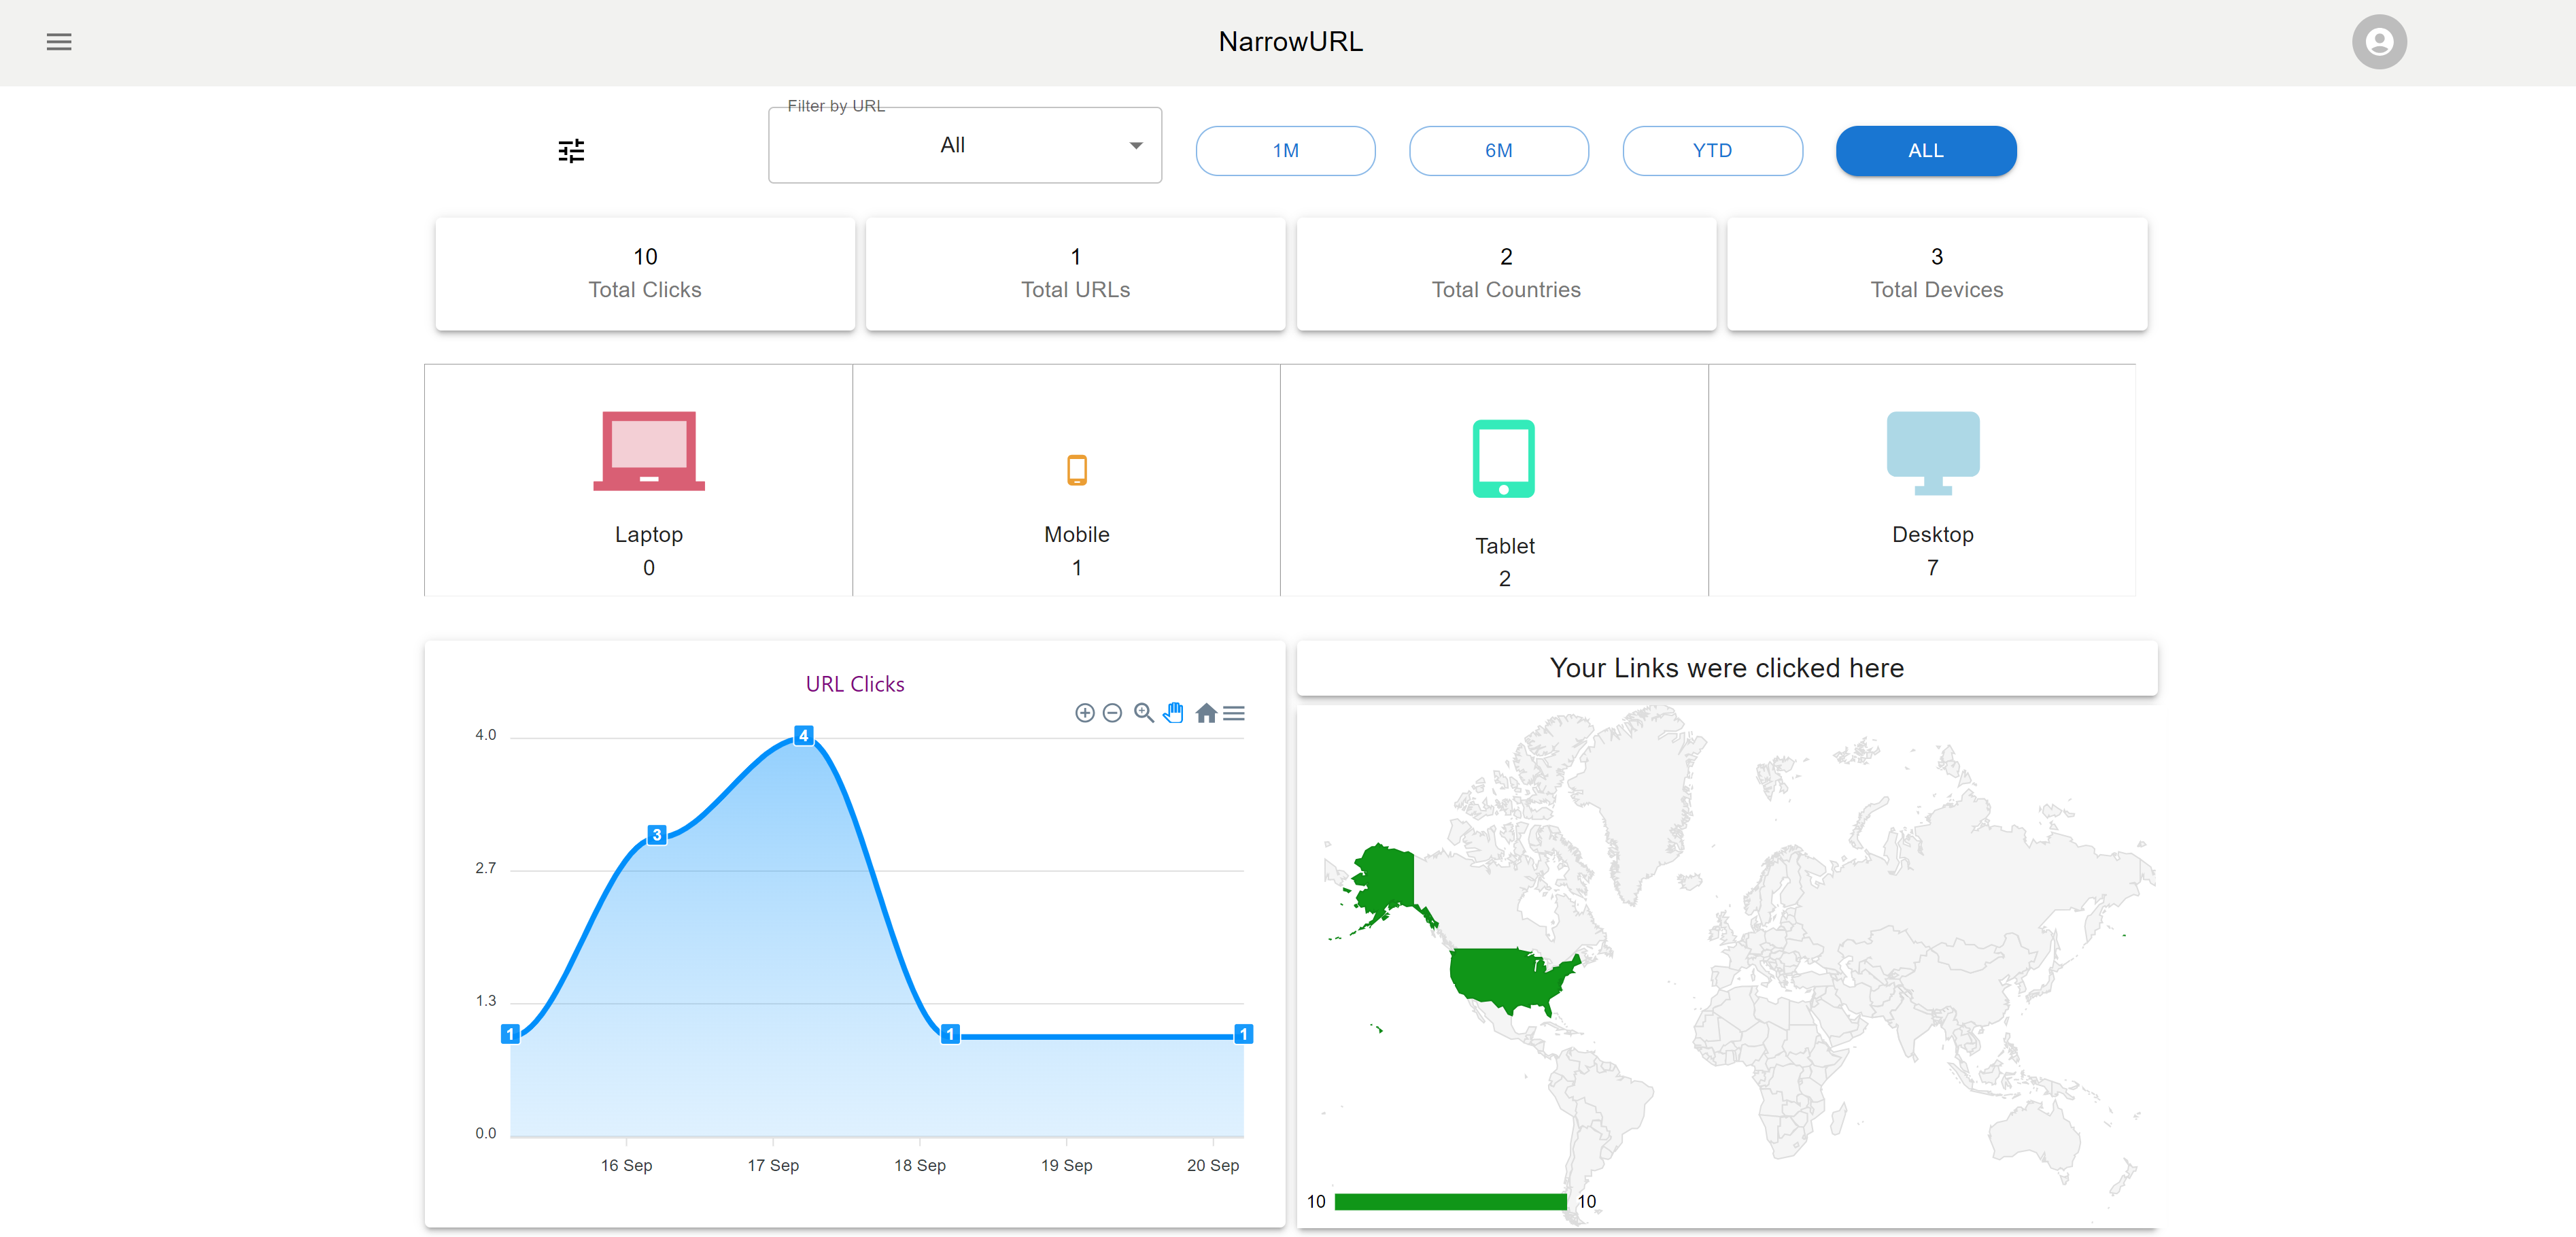 NarrowURL
Filter by URL
All
1M
6M
YTD
ALL
10
Total Clicks
1
Total URLs
2
Total Countries
3
Total Devices
Laptop
0
Mobile
1
Tablet
2
Desktop
7
URL Clicks
4.0
2.7
1.3
0.0
1
3
4
1
1
16 Sep
17 Sep
18 Sep
19 Sep
20 Sep
Your Links were clicked here
10
10